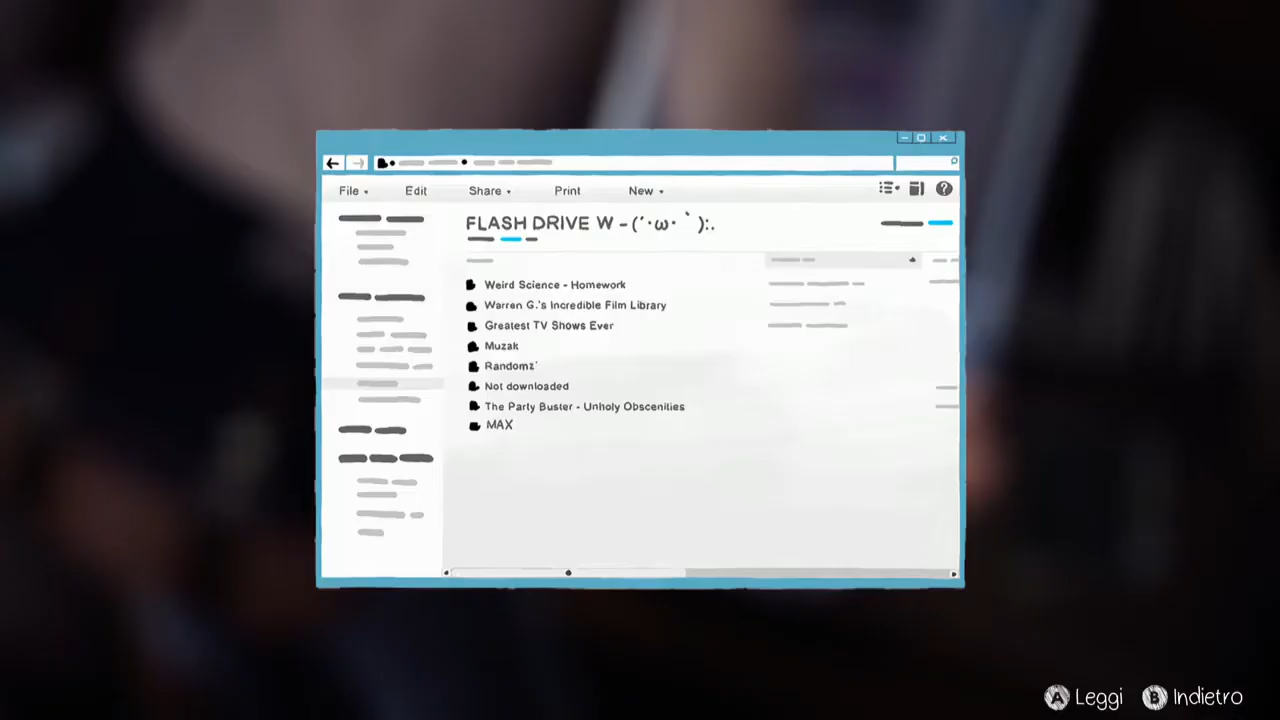 File Edit Share Print New
FLASH DRIVE W -(´･ω･`):.
Weird Science - Homework
Warren G.'s Incredible Film Library
Greatest TV Shows Ever
Muzak
Randomz'
Not downloaded
The Party Buster - Unholy Obscenities
MAX
A Leggi B Indietro